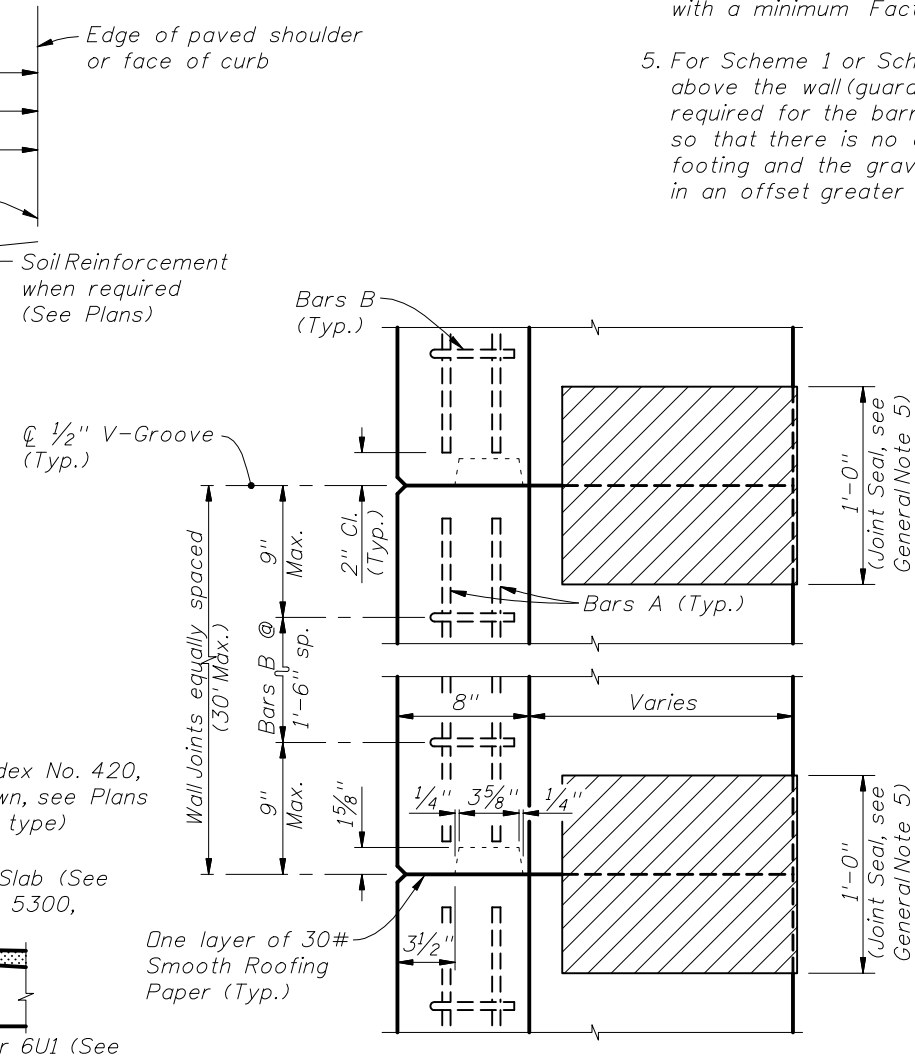 with a minimum Fact
Edge of paved shoulder
or face of curb
5. For Scheme 1 or Sch
above the wall (guard
required for the barr
so that there is no
footing and the grav
in an offset greater
Soil Reinforcement
when required
(See Plans)
Bars B
(Typ.)
℄ 1/2" V-Groove
(Typ.)
2" Cl.
(Typ.)
9"
Max.
1'-0"
(Joint Seal, see
General Note 5)
Bars A (Typ.)
Wall Joints equally spaced
(30' Max.)
Bars B @
1'-6" sp.
8"
Varies
9"
Max.
1 5/8"
1/4"
3 5/8"
1/4"
1'-0"
(Joint Seal, see
General Note 5)
dex No. 420,
wn, see Plans
type)
Slab (See
5300,
One layer of 30#
Smooth Roofing
Paper (Typ.)
3 1/2"
r 6U1 (See